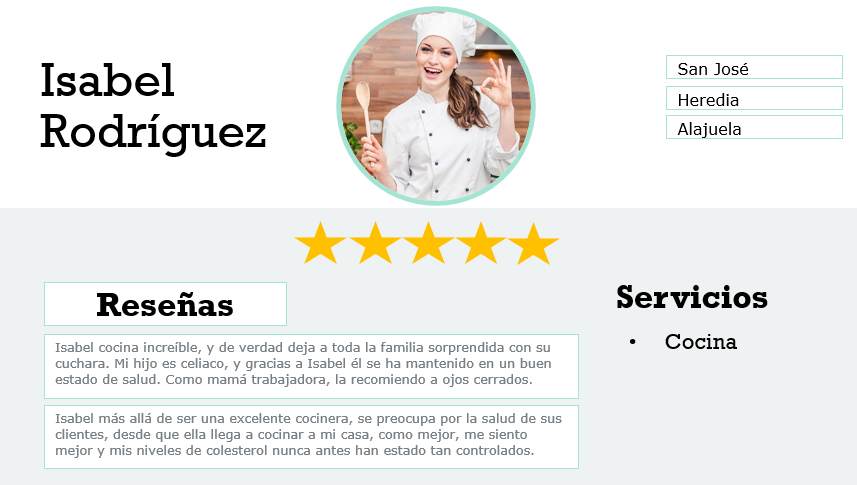 Isabel
Rodríguez
San José
Heredia
Alajuela
Reseñas
Isabel cocina increíble, y de verdad deja a toda la familia sorprendida con su
cuchara. Mi hijo es celiaco, y gracias a Isabel él se ha mantenido en un buen
estado de salud. Como mamá trabajadora, la recomiendo a ojos cerrados.
Isabel más allá de ser una excelente cocinera, se preocupa por la salud de sus
clientes, desde que ella llega a cocinar a mi casa, como mejor, me siento
mejor y mis niveles de colesterol nunca antes han estado tan controlados.
Servicios
• Cocina